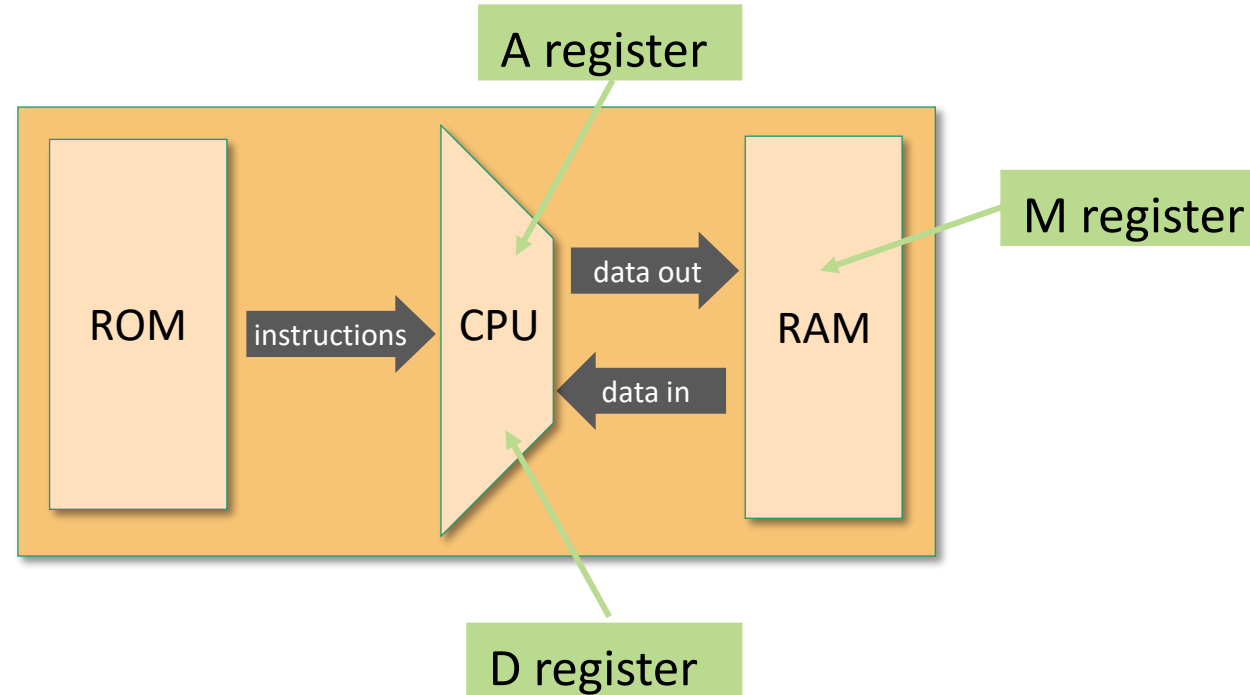 A register
M register
data out
ROM
instructions
CPU
RAM
data in
D register